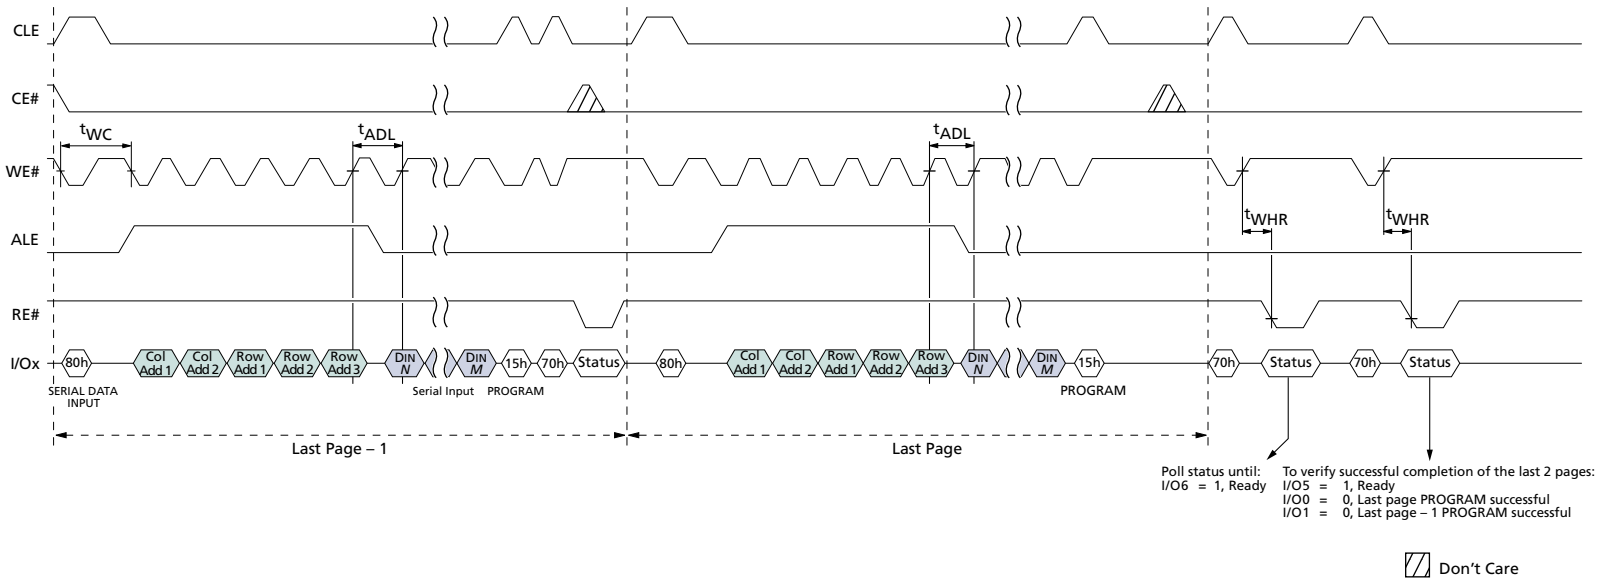 CLE
CE#
tWC
tADL
tADL
WE#
tWHR
tWHR
ALE
RE#
I/Ox
80h
Col Add 1
Col Add 2
Row Add 1
Row Add 2
Row Add 3
DIN N
DIN M
15h
70h
Status
80h
Col Add 1
Col Add 2
Row Add 1
Row Add 2
Row Add 3
DIN N
DIN M
15h
70h
Status
70h
Status
SERIAL DATA
INPUT
Serial Input
PROGRAM
PROGRAM
Last Page – 1
Last Page
Poll status until:
I/O6 = 1, Ready
To verify successful completion of the last 2 pages:
I/O5 = 1, Ready
I/O0 = 0, Last page PROGRAM successful
I/O1 = 0, Last page – 1 PROGRAM successful
Don't Care